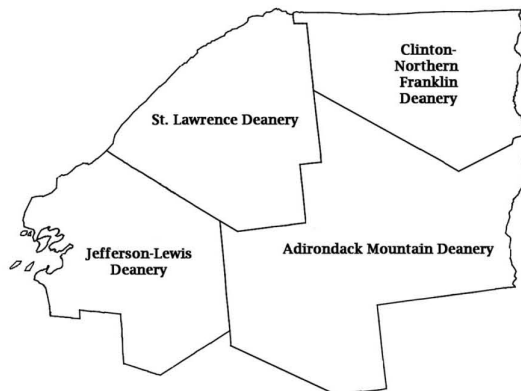 Clinton-
Northern
Franklin
Deanery
St. Lawrence Deanery
Jefferson-Lewis
Deanery
Adirondack Mountain Deanery